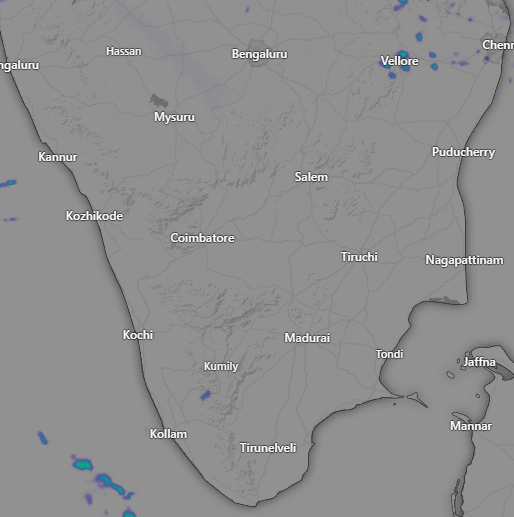 Chenn
Hassan
Bengaluru
Vellore
ngaluru
Mysuru
Puducherry
Kannur
Salem
Kozhikode
Coimbatore
Tiruchi
Nagapattinam
Kochi
Madurai
Tondi
Jaffna
Kumily
Mannar
Kollam
Tirunelveli